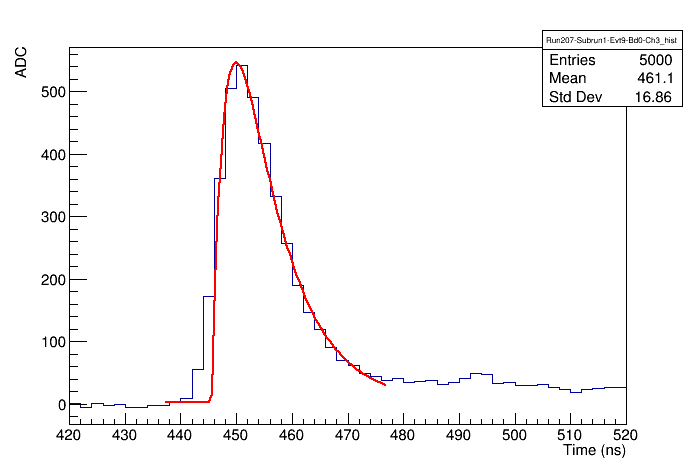 Run207-Subrun1-Evt9-Bd0-Ch3_hist
Entries 5000
Mean 461.1
Std Dev 16.86
ADC
500
400
300
200
100
0
420 430 440 450 460 470 480 490 500 510 520
Time (ns)